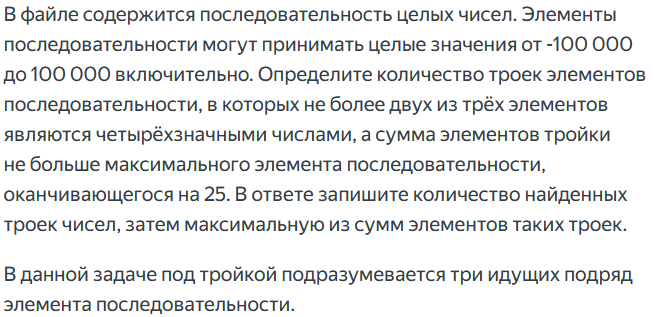 В файле содержится последовательность целых чисел. Элементы
последовательности могут принимать целые значения от -100 000
до 100 000 включительно. Определите количество троек элементов
последовательности, в которых не более двух из трёх элементов
являются четырёхзначными числами, а сумма элементов тройки
не больше максимального элемента последовательности,
оканчивающегося на 25. В ответе запишите количество найденных
троек чисел, затем максимальную из сумм элементов таких троек.
В данной задаче под тройкой подразумевается три идущих подряд
элемента последовательности.